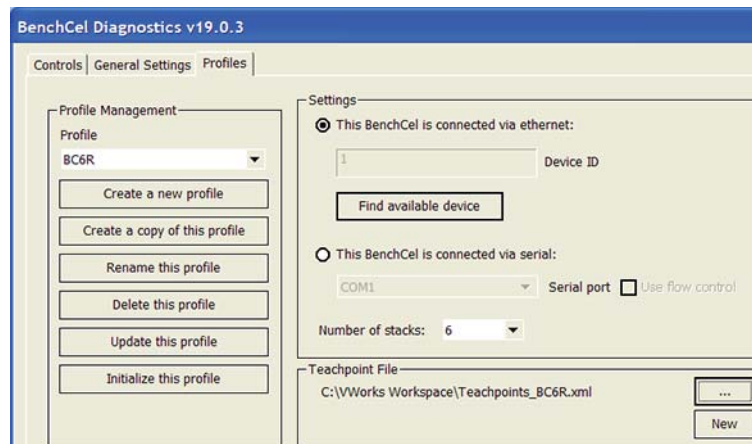 BenchCel Diagnostics v19.0.3
Controls General Settings Profiles
Profile Management
Profile
BC6R
Create a new profile
Create a copy of this profile
Rename this profile
Delete this profile
Update this profile
Initialize this profile
Settings
This BenchCel is connected via ethernet:
1 Device ID
Find available device
This BenchCel is connected via serial:
COM1 Serial port Use flow control
Number of stacks: 6
Teachpoint File
C:\VWorks Workspace\Teachpoints_BC6R.xml ...
New